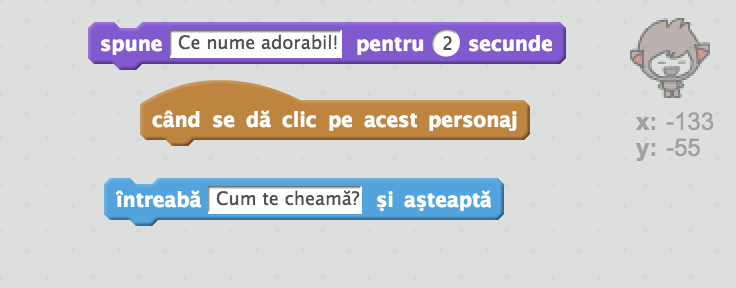 spune Ce nume adorabil! pentru 2 secunde
când se dă clic pe acest personaj
x: -133
y: -55
întreabă Cum te cheamă? și așteaptă